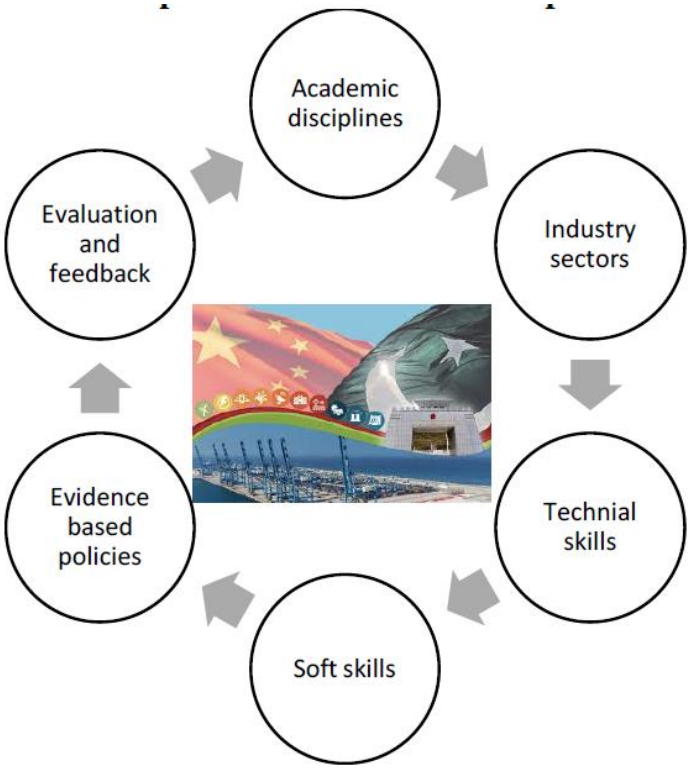 Academic
disciplines
Industry
sectors
Technial
skills
Soft skills
Evidence
based
policies
Evaluation
and
feedback